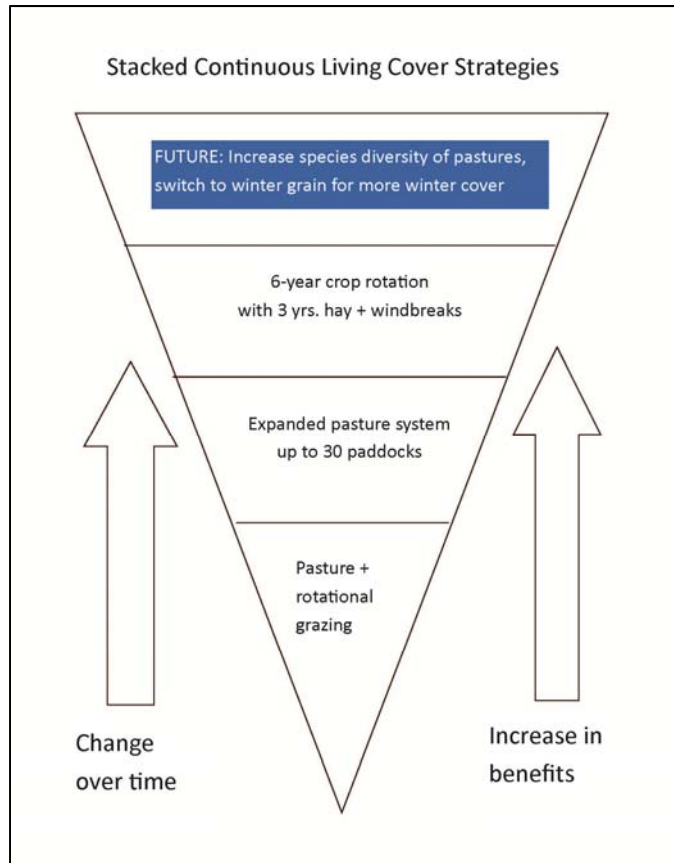 Stacked Continuous Living Cover Strategies
FUTURE: Increase species diversity of pastures,
switch to winter grain for more winter cover
6-year crop rotation
with 3 yrs. hay + windbreaks
Expanded pasture system
up to 30 paddocks
Pasture +
rotational
grazing
Change
over time
Increase in
benefits